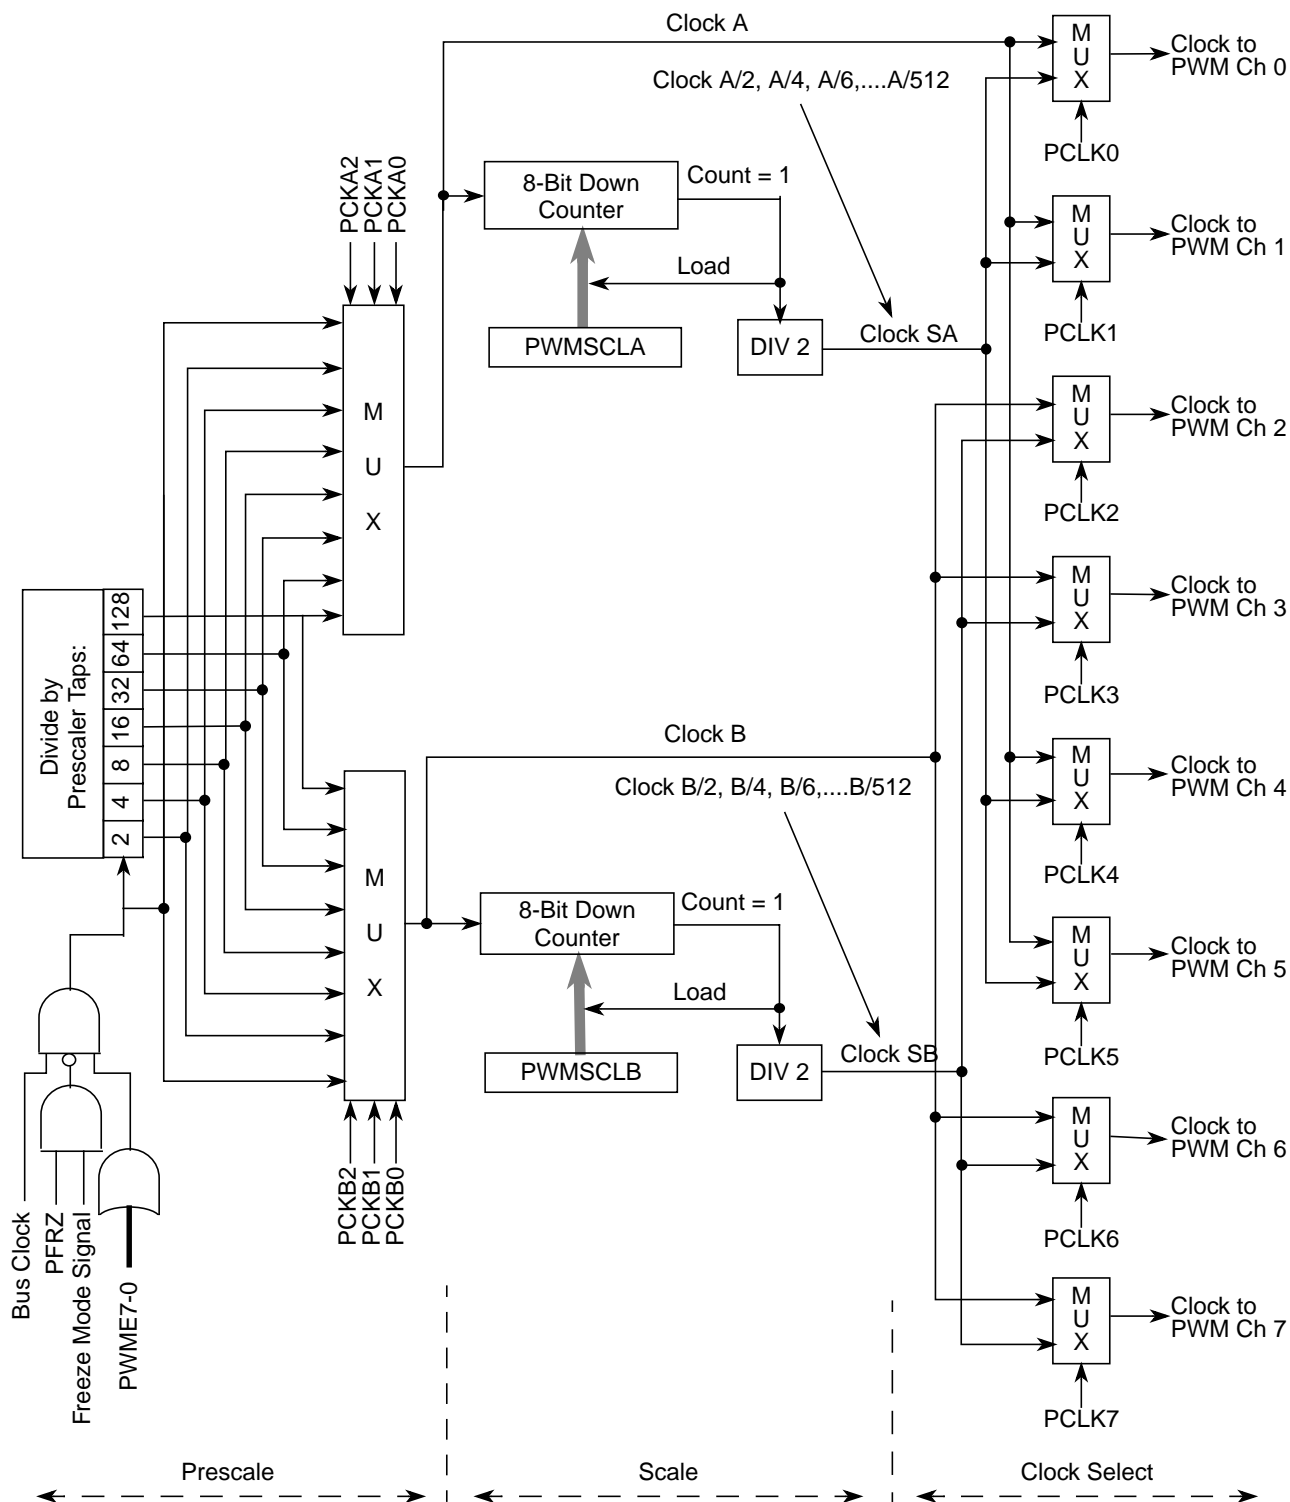 Clock A
M
U
X
Clock to
PWM Ch 0
Clock A/2, A/4, A/6,....A/512
PCLK0
PCKA2
PCKA1
PCKA0
8-Bit Down
Counter
Count = 1
M
U
X
Clock to
PWM Ch 1
Load
PWMSCLA
DIV 2
Clock SA
PCLK1
M
U
X
M
U
X
Clock to
PWM Ch 2
PCLK2
M
U
X
Clock to
PWM Ch 3
PCLK3
Divide by
Prescaler Taps:
128
64
32
16
8
4
2
Clock B
Clock B/2, B/4, B/6,....B/512
M
U
X
Clock to
PWM Ch 4
PCLK4
M
U
X
8-Bit Down
Counter
Count = 1
M
U
X
Clock to
PWM Ch 5
Load
PWMSCLB
DIV 2
Clock SB
PCLK5
M
U
X
Clock to
PWM Ch 6
PCLK6
PCKB2
PCKB1
PCKB0
Bus Clock
PFRZ
Freeze Mode Signal
PWME7-0
M
U
X
Clock to
PWM Ch 7
PCLK7
Prescale
Scale
Clock Select